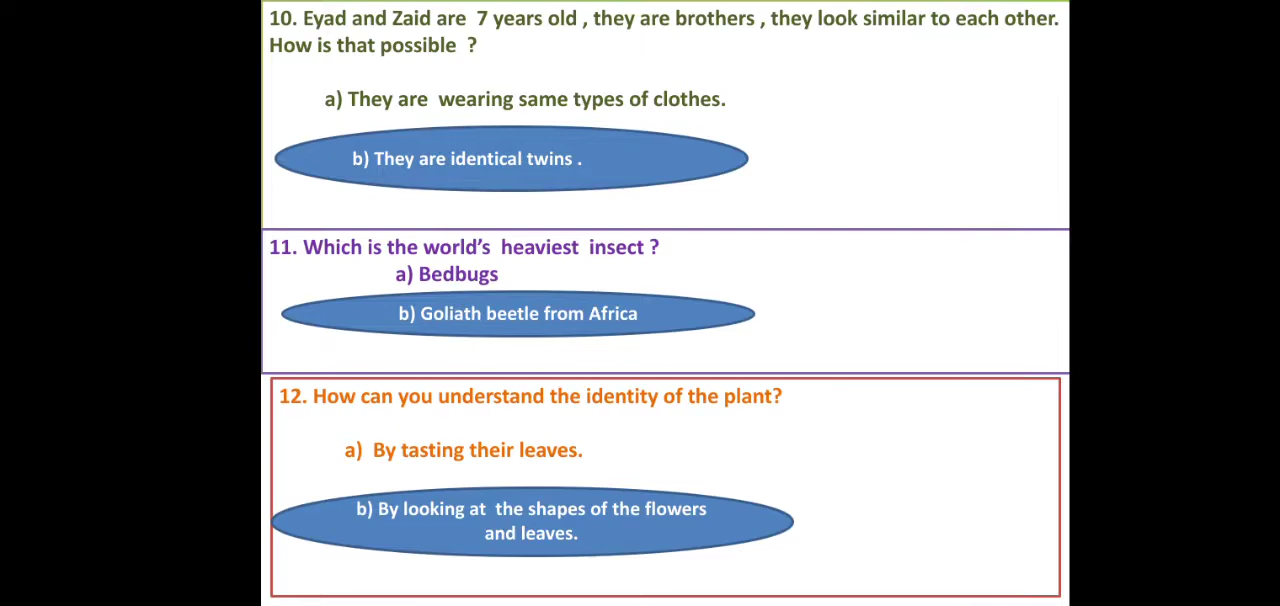 10. Eyad and Zaid are 7 years old , they are brothers , they look similar to each other.
How is that possible ?
a) They are wearing same types of clothes.
b) They are identical twins .
11. Which is the world’s heaviest insect ?
a) Bedbugs
b) Goliath beetle from Africa
12. How can you understand the identity of the plant?
a) By tasting their leaves.
b) By looking at the shapes of the flowers
and leaves.